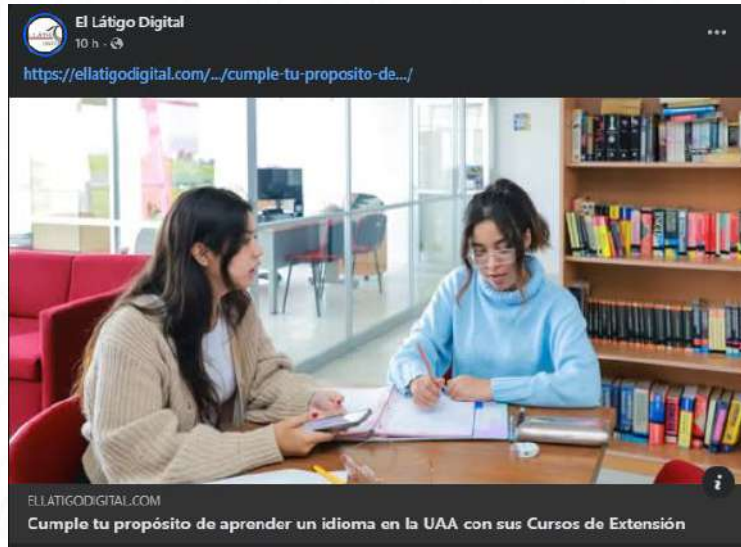 El Látigo Digital
10 h
https://ellatigodigital.com/.../cumple-tu-proposito-de.../
ELLATIGODIGITAL.COM
Cumple tu propósito de aprender un idioma en la UAA con sus Cursos de Extensión